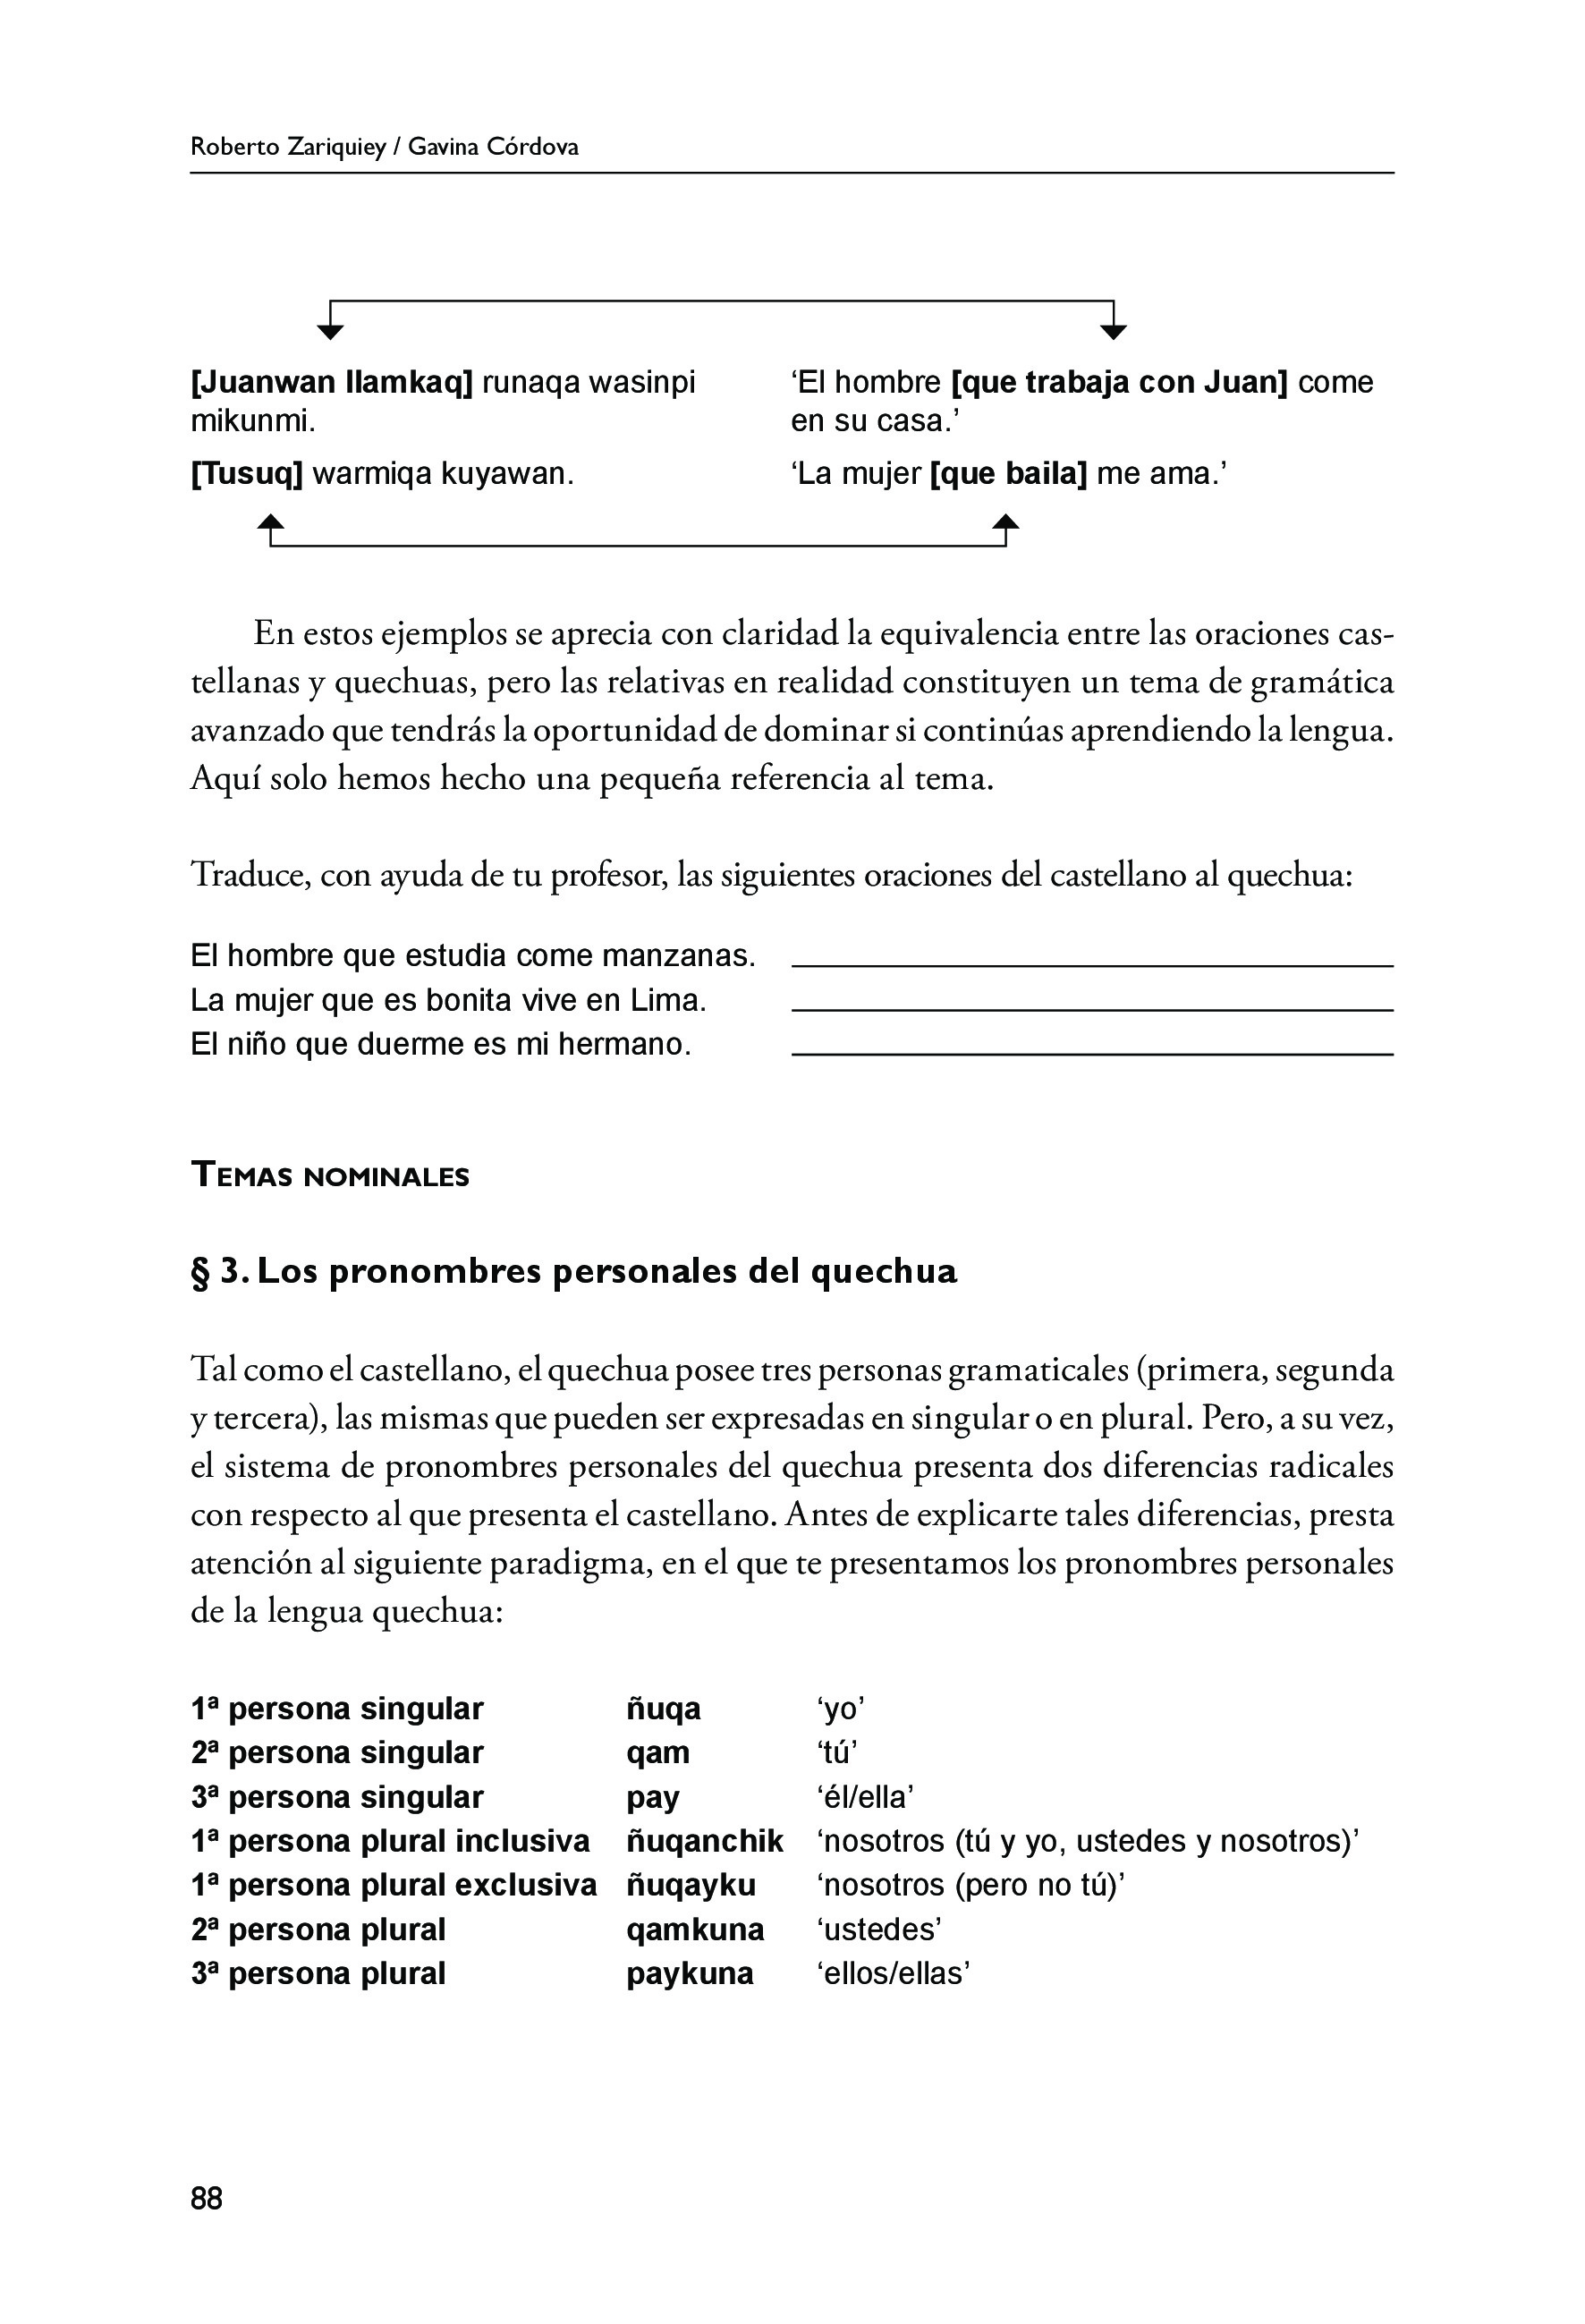 Roberto Zariquiey / Gavina Córdova
[Juanwan llamkaq] runaqa wasinpi mikunmi.
‘El hombre [que trabaja con Juan] come en su casa.’
[Tusuq] warmiqa kuyawan. ‘La mujer [que baila] me ama.’
En estos ejemplos se aprecia con claridad la equivalencia entre las oraciones cas-
tellanas y quechuas, pero las relativas en realidad constituyen un tema de gramática
avanzado que tendrás la oportunidad de dominar si continúas aprendiendo la lengua.
Aquí solo hemos hecho una pequeña referencia al tema.
Traduce, con ayuda de tu profesor, las siguientes oraciones del castellano al quechua:
El hombre que estudia come manzanas.
La mujer que es bonita vive en Lima.
El niño que duerme es mi hermano.
TEMAS NOMINALES
§ 3. Los pronombres personales del quechua
Tal como el castellano, el quechua posee tres personas gramaticales (primera, segunda
y tercera), las mismas que pueden ser expresadas en singular o en plural. Pero, a su vez,
el sistema de pronombres personales del quechua presenta dos diferencias radicales
con respecto al que presenta el castellano. Antes de explicarte tales diferencias, presta
atención al siguiente paradigma, en el que te presentamos los pronombres personales
de la lengua quechua:
1ª persona singular ñuqa ‘yo’
2ª persona singular qam ‘tú’
3ª persona singular pay ‘él/ella’
1ª persona plural inclusiva ñuqanchik ‘nosotros (tú y yo, ustedes y nosotros)’
1ª persona plural exclusiva ñuqayku ‘nosotros (pero no tú)’
2ª persona plural qamkuna ‘ustedes’
3ª persona plural paykuna ‘ellos/ellas’
88